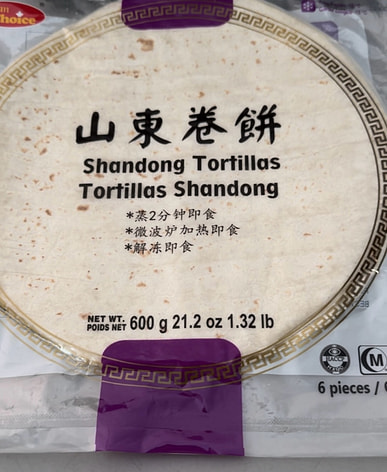 Choice
山東卷餅
Shandong Tortillas
Tortillas Shandong
*蒸2分钟即食
*微波炉加热即食
*解冻即食
NET WT.
POIDS NET 600 g 21.2 oz 1.32 lb
HACCP
M
6 pieces /